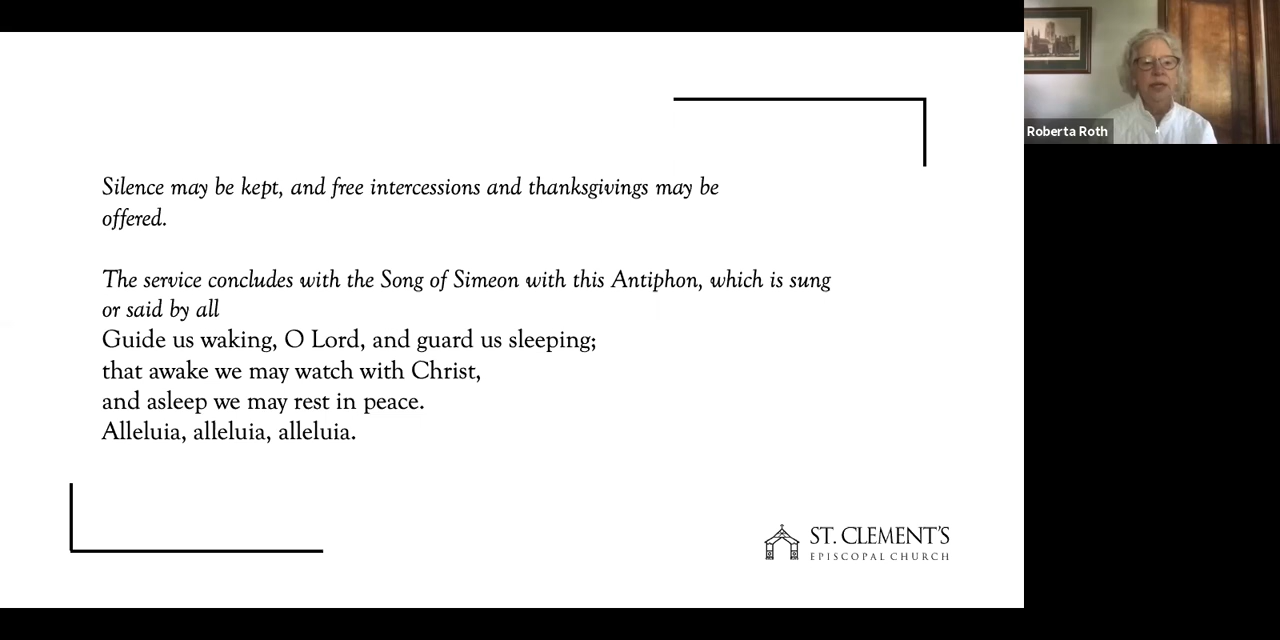 Silence may be kept, and free intercessions and thanksgivings may be
offered.
The service concludes with the Song of Simeon with this Antiphon, which is sung
or said by all
Guide us waking, O Lord, and guard us sleeping;
that awake we may watch with Christ,
and asleep we may rest in peace.
Alleluia, alleluia, alleluia.
ST. CLEMENT'S
EPISCOPAL CHURCH
Roberta Roth